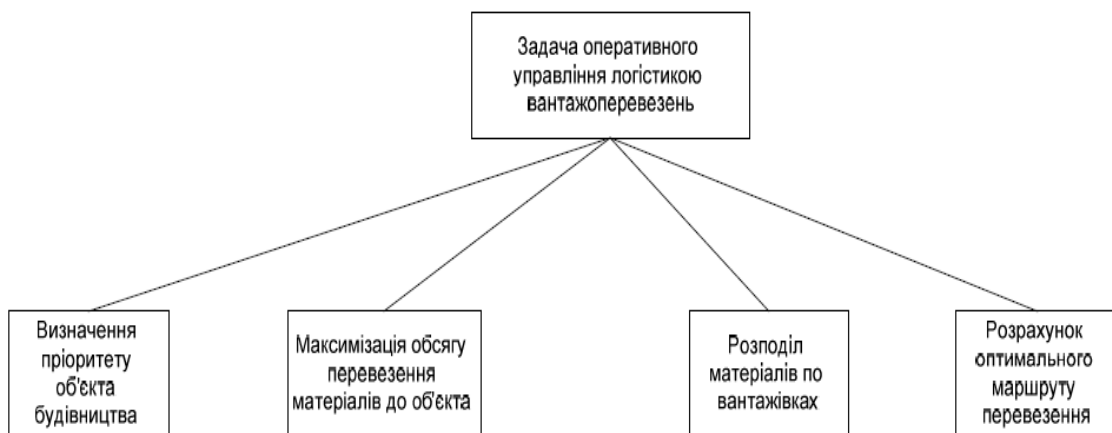 Задача оперативного
управління логістикою
вантажоперевезень
Визначення
пріоритету
об'єкта
будівництва
Максимізація обсягу
перевезення
матеріалів до об'єкта
Розподіл
матеріалів по
вантажівках
Розрахунок
оптимального
маршруту
перевезення